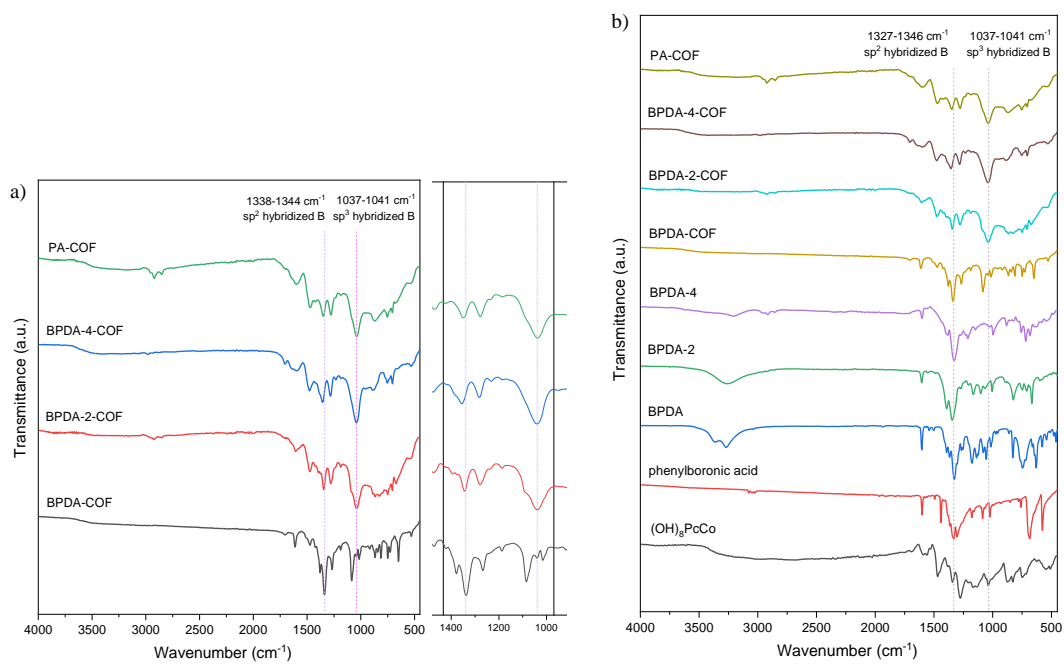 a)
1338-1344 cm⁻¹
sp² hybridized B
1037-1041 cm⁻¹
sp³ hybridized B
PA-COF
BPDA-4-COF
BPDA-2-COF
BPDA-COF
Transmittance (a.u.)
4000 3500 3000 2500 2000 1500 1000 500
Wavenumber (cm⁻¹)
1400 1200 1000
b)
1327-1346 cm⁻¹
sp² hybridized B
1037-1041 cm⁻¹
sp³ hybridized B
PA-COF
BPDA-4-COF
BPDA-2-COF
BPDA-COF
BPDA-4
BPDA-2
BPDA
phenylboronic acid
(OH)₈PcCo
Transmittance (a.u.)
4000 3500 3000 2500 2000 1500 1000 500
Wavenumber (cm⁻¹)